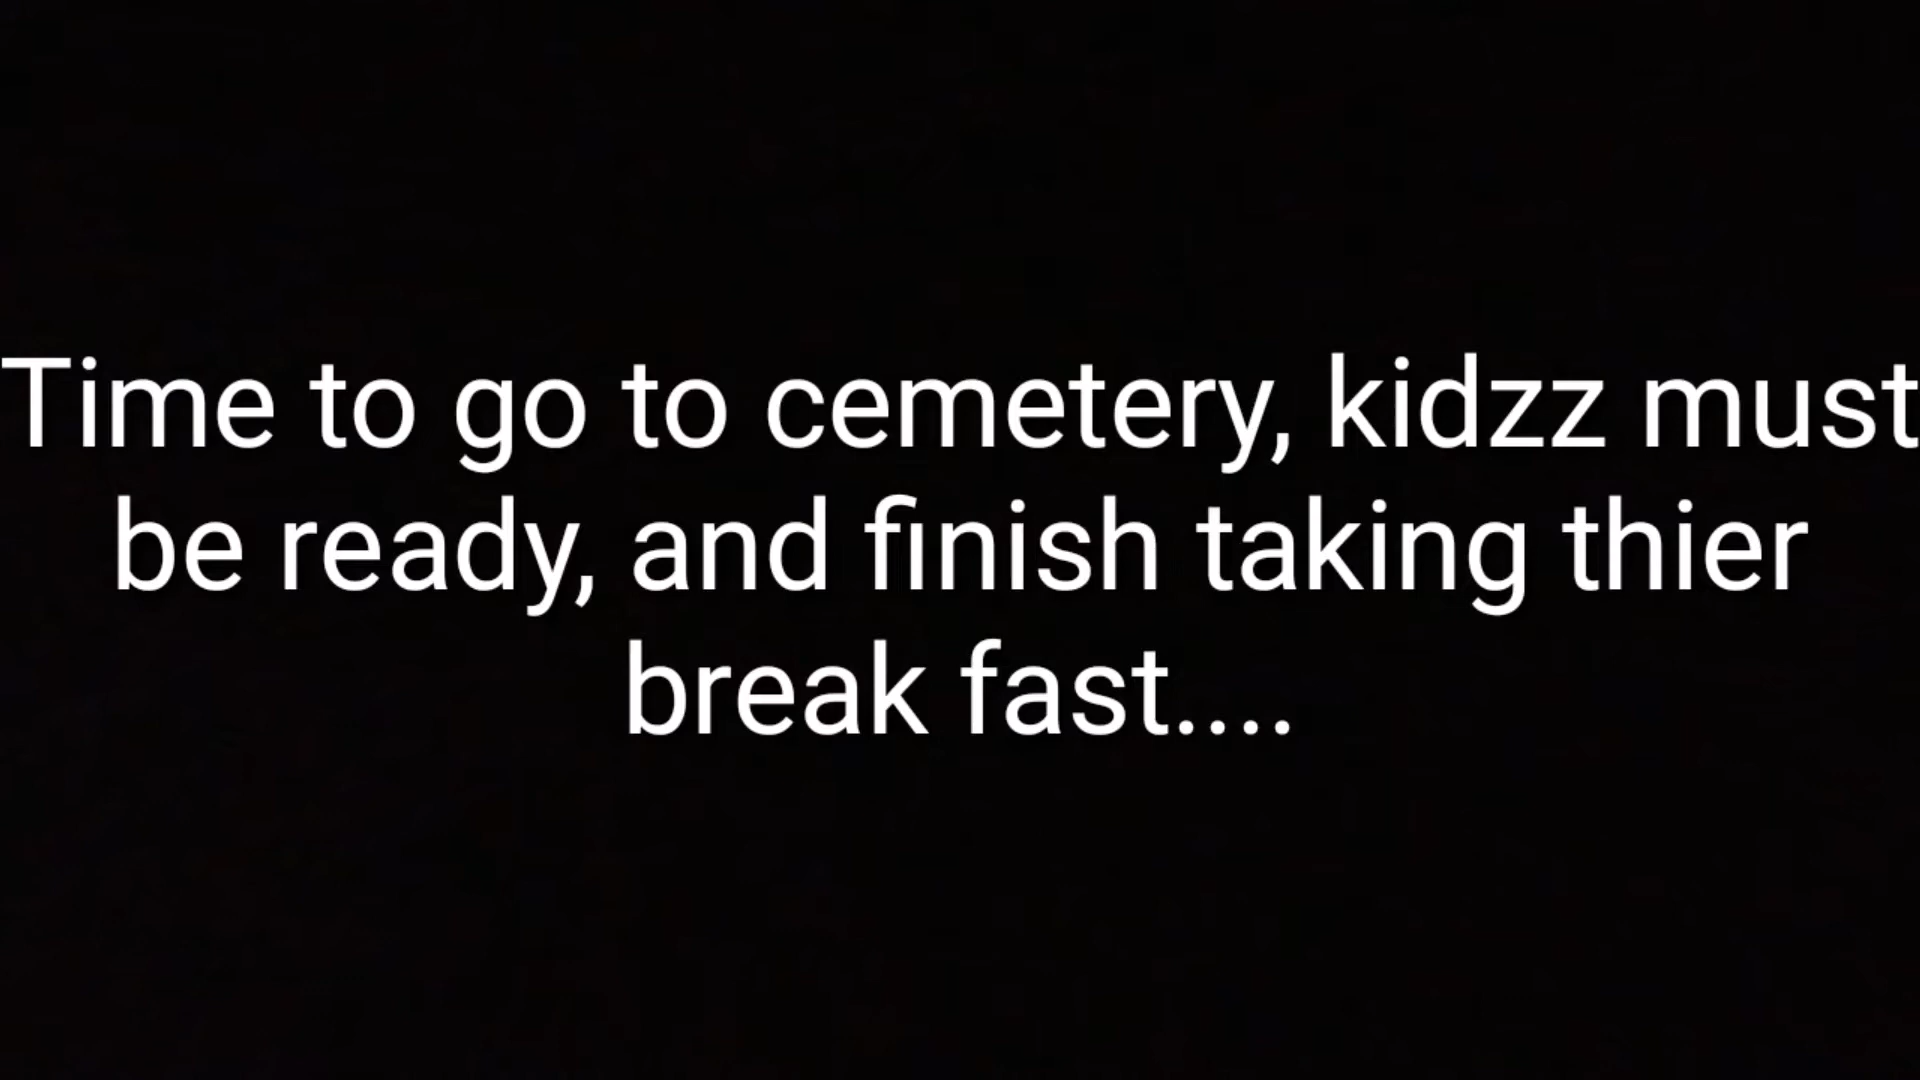 Time to go to cemetery, kidzz must
be ready, and finish taking thier
break fast....